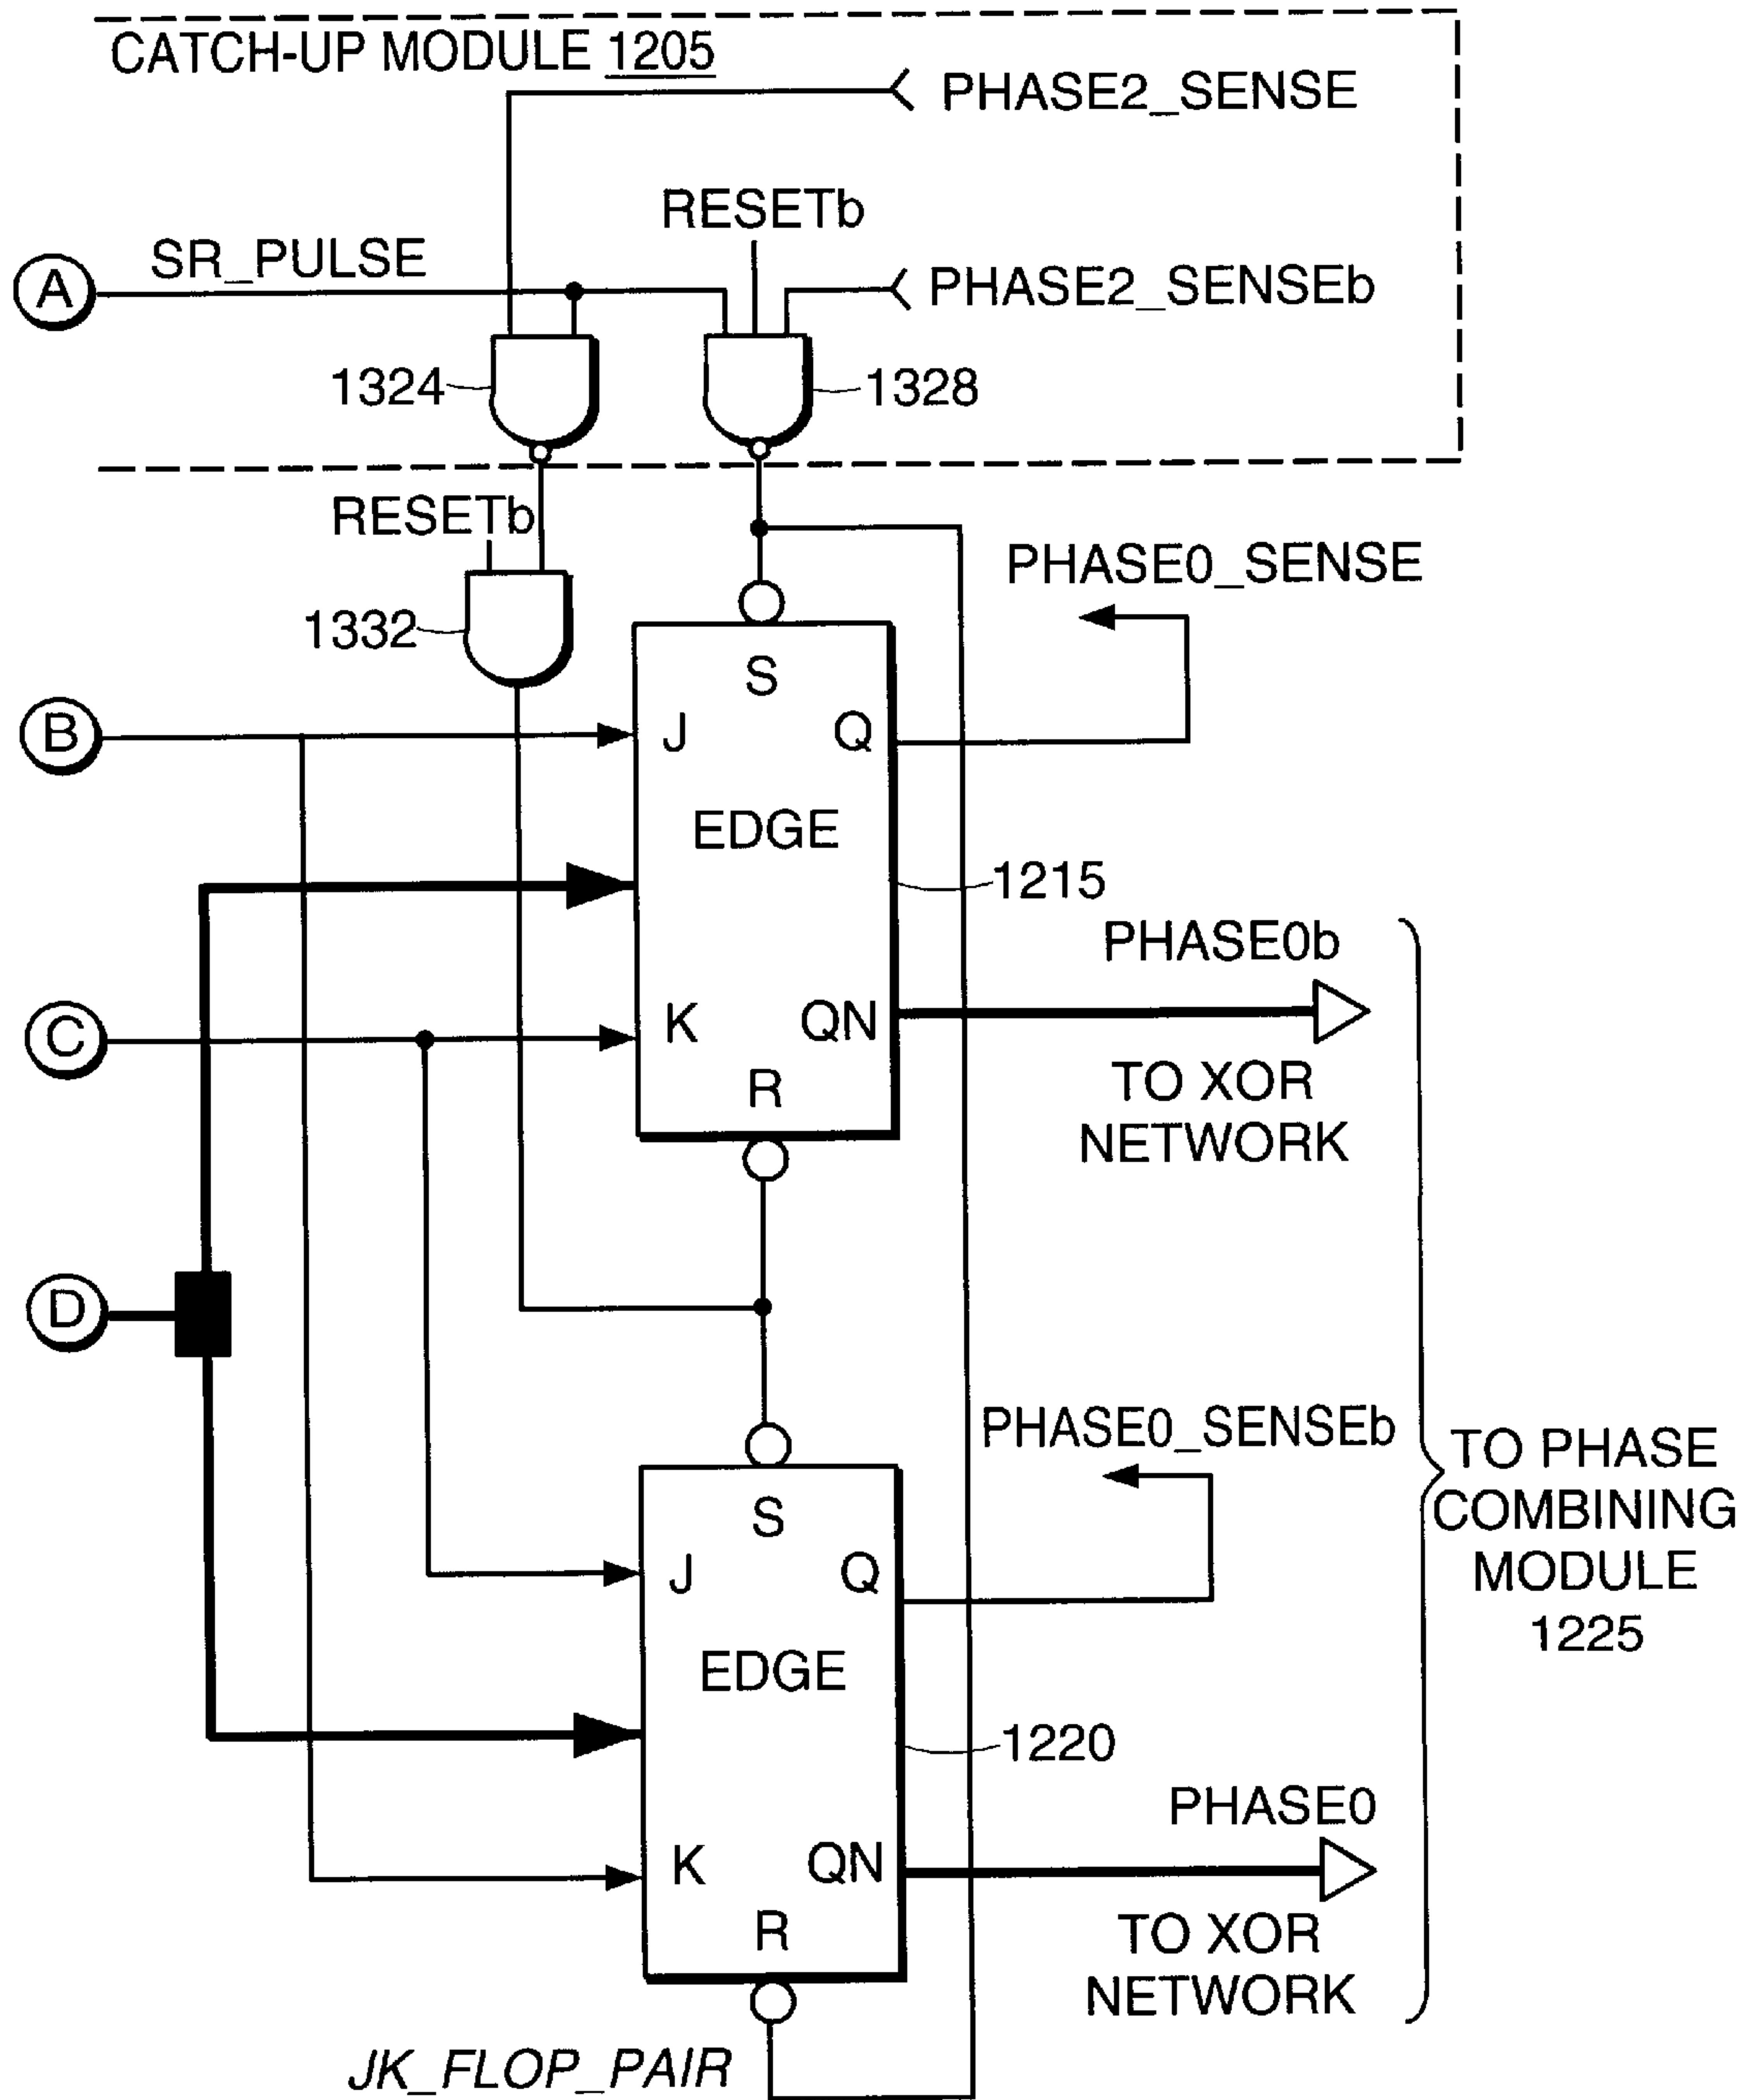 CATCH-UP MODULE 1205
PHASE2_SENSE
RESETb
SR_PULSE
A
PHASE2_SENSEb
1324
1328
RESETb
PHASE0_SENSE
1332
S
B
J
Q
EDGE
1215
PHASE0b
C
K
QN
TO XOR
NETWORK
R
D
PHASE0_SENSEb
TO PHASE
COMBINING
MODULE
1225
S
J
Q
EDGE
1220
PHASE0
K
QN
TO XOR
NETWORK
R
JK_FLOP_PAIR